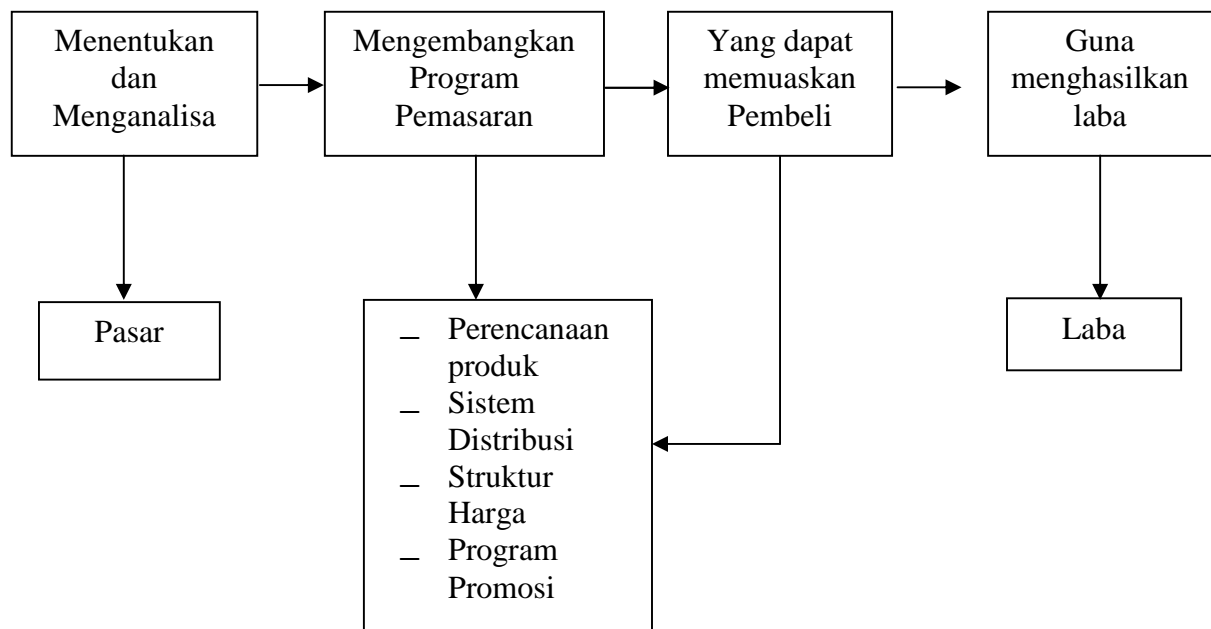 Menentukan
dan
Menganalisa
Mengembangkan
Program
Pemasaran
Yang dapat
memuaskan
Pembeli
Guna
menghasilkan
laba
Pasar
– Perencanaan
produk
– Sistem
Distribusi
– Struktur
Harga
– Program
Promosi
Laba